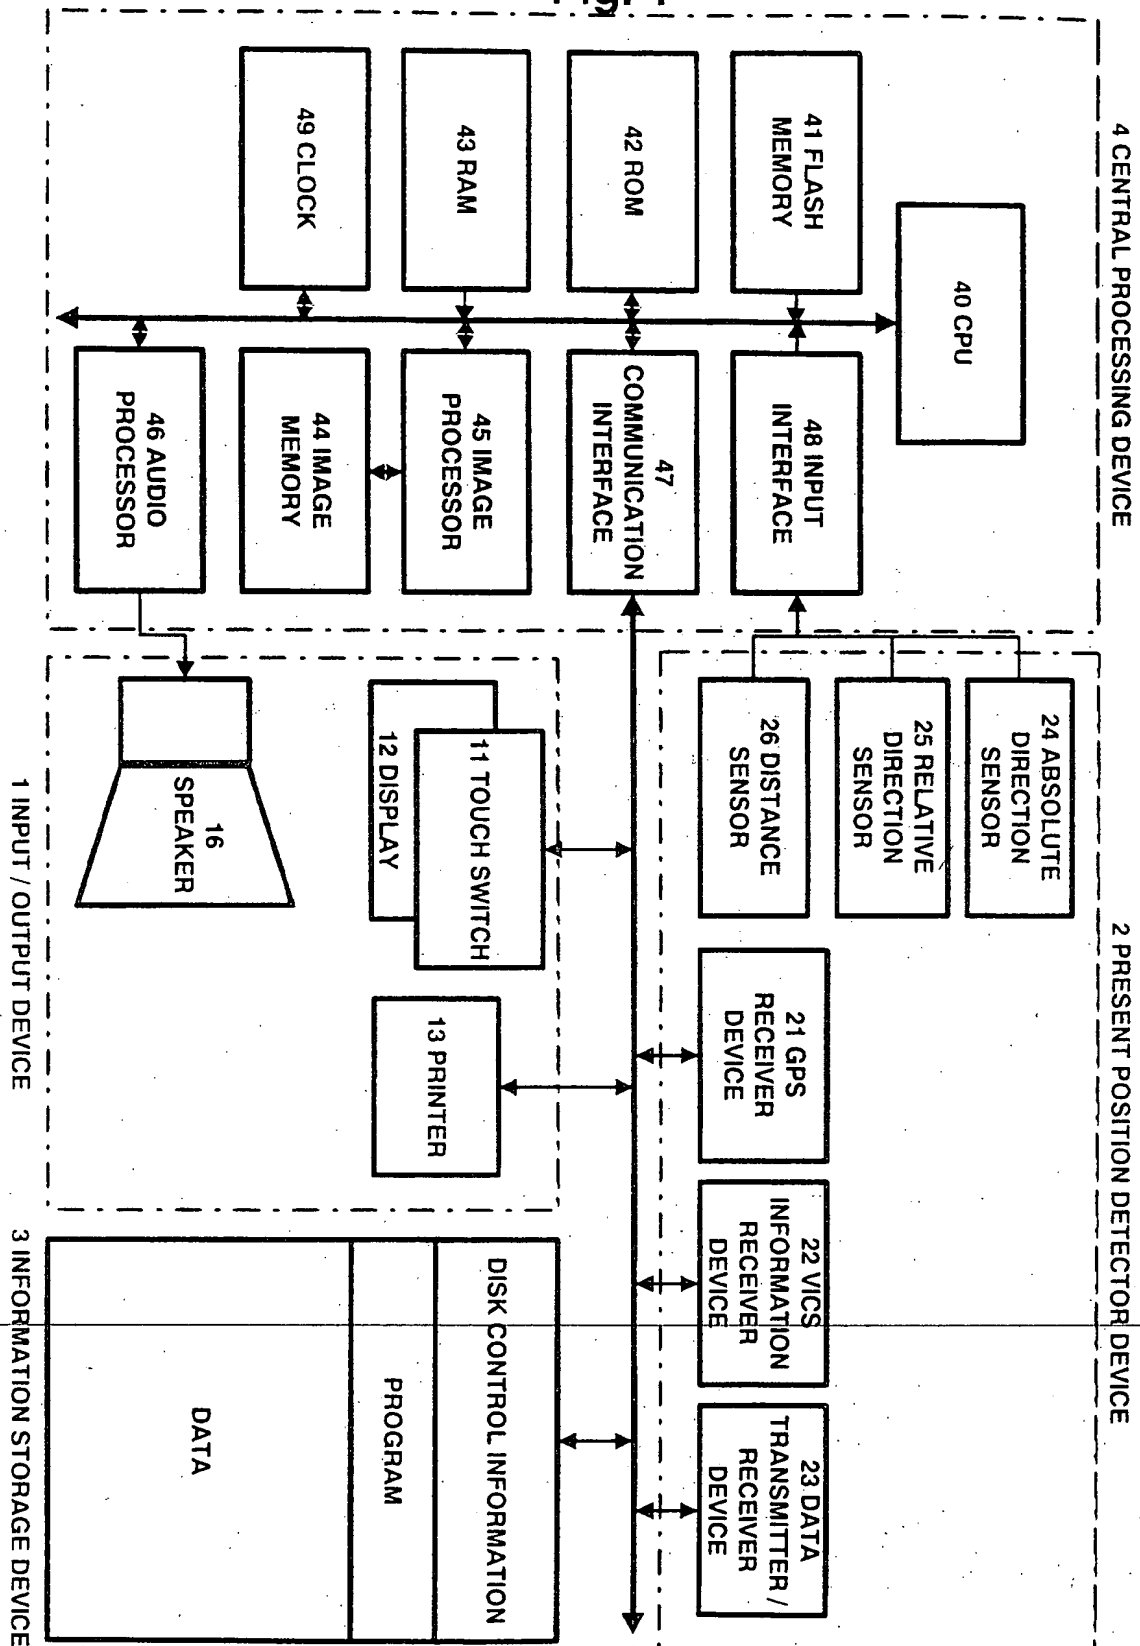 4 CENTRAL PROCESSING DEVICE
40 CPU
41 FLASH
MEMORY
42 ROM
43 RAM
49 CLOCK
48 INPUT
INTERFACE
47
COMMUNICATION
INTERFACE
45 IMAGE
PROCESSOR
44 IMAGE
MEMORY
46 AUDIO
PROCESSOR
2 PRESENT POSITION DETECTOR DEVICE
24 ABSOLUTE
DIRECTION
SENSOR
25 RELATIVE
DIRECTION
SENSOR
26 DISTANCE
SENSOR
21 GPS
RECEIVER
DEVICE
22 VICS
INFORMATION
RECEIVER
DEVICE
23 DATA
TRANSMITTER /
RECEIVER
DEVICE
11 TOUCH SWITCH
12 DISPLAY
13 PRINTER
16
SPEAKER
1 INPUT / OUTPUT DEVICE
DISK CONTROL INFORMATION
PROGRAM
DATA
3 INFORMATION STORAGE DEVICE